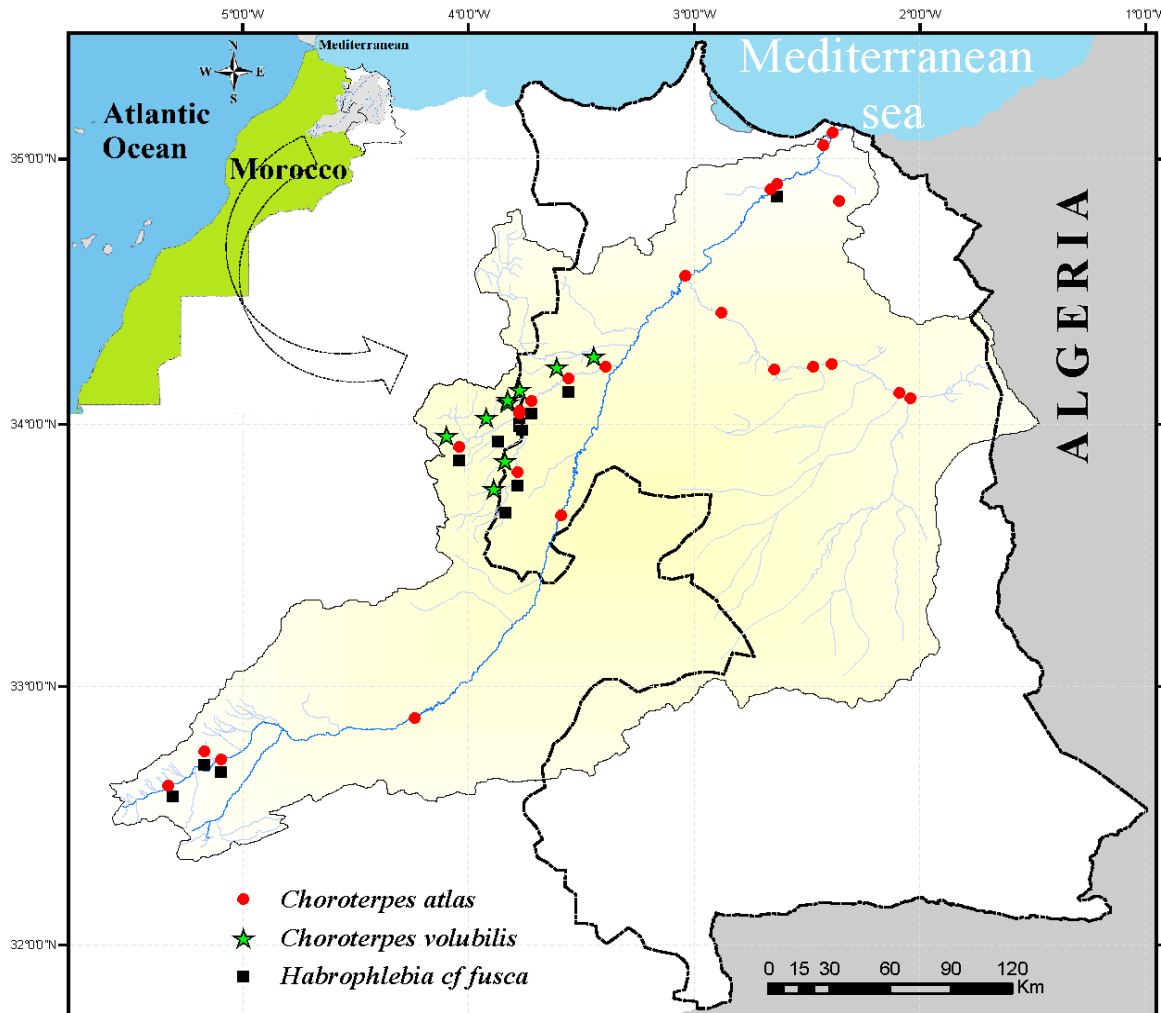 5°0'0"W 4°0'0"W 3°0'0"W 2°0'0"W 1°0'0"W
Mediterranean
N
W E
S
Atlantic
Ocean
Morocco
Mediterranean
sea
35°0'0"N
34°0'0"N
33°0'0"N
32°0'0"N
ALGERIA
Choroterpes atlas
Choroterpes volubilis
Habrophlebia cf fusca
0 15 30 60 90 120
Km